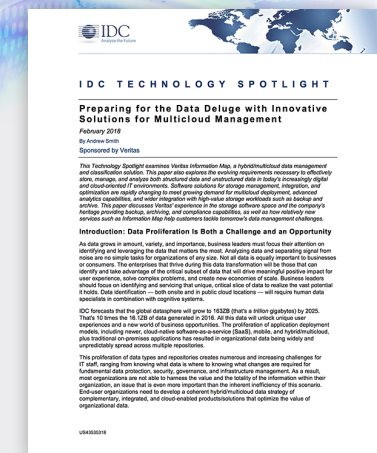 IDC
Analyze the Future
IDC TECHNOLOGY SPOTLIGHT
Preparing for the Data Deluge with Innovative
Solutions for Multicloud Management
February 2018
By Andrew Smith
Sponsored by Veritas
This Technology Spotlight examines Veritas Information Map, a hybrid/multicloud data management
and classification solution. This paper also explores the evolving requirements necessary to effectively
store, manage, and analyze both structured data and unstructured data in today's increasingly digital
and cloud-oriented IT environments. Software solutions for storage management, integration, and
optimization are rapidly changing to meet growing demand for multicloud deployment, advanced
analytics capabilities, and wider integration with high-value storage workloads such as backup and
archive. This paper discusses Veritas' experience in the storage software space and the company's
heritage providing backup, archiving, and compliance capabilities, as well as how relatively new
services such as Information Map help customers tackle tomorrow's data management challenges.
Introduction: Data Proliferation Is Both a Challenge and an Opportunity
As data grows in amount, variety, and importance, business leaders must focus their attention on
identifying and leveraging the data that matters the most. Analyzing data and separating signal from
noise are no simple tasks for organizations of any size. Not all data is equally important to businesses
or consumers. The enterprises that thrive during this data transformation will be those that can
identify and take advantage of the critical subset of data that will drive meaningful positive impact for
user experience, solve complex problems, and create new economies of scale. Business leaders
should focus on identifying and servicing that unique, critical slice of data to realize the vast potential
it holds. Data identification — both onsite and in public cloud locations — will require human data
specialists in combination with cognitive systems.
IDC forecasts that the global datasphere will grow to 163ZB (that's a trillion gigabytes) by 2025.
That's 10 times the 16.1ZB of data generated in 2016. All this data will unlock unique user
experiences and a new world of business opportunities. The proliferation of application deployment
models, including newer, cloud-native software-as-a-service (SaaS), mobile, and hybrid/multicloud,
plus traditional on-premises applications has resulted in organizational data being widely and
unpredictably spread across multiple repositories.
This proliferation of data types and repositories creates numerous and increasing challenges for
IT staff, ranging from knowing what data is where to knowing what changes are required for
fundamental data protection, security, governance, and infrastructure management. As a result,
most organizations are not able to harness the value and the totality of the information within their
organization, an issue that is even more important than the inherent inefficiency of this scenario.
End-user organizations need to develop a coherent hybrid/multicloud data strategy of
complementary, integrated, and cloud-enabled products/solutions that optimize the value of
organizational data.
US43535318